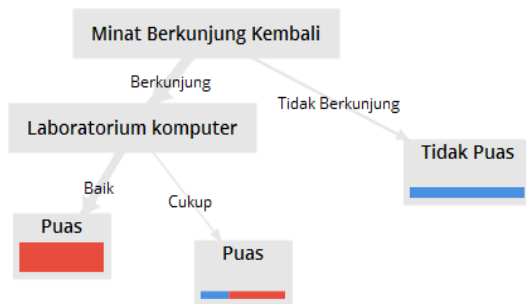 Minat Berkunjung Kembali
Berkunjung
Tidak Berkunjung
Laboratorium komputer
Tidak Puas
Baik
Cukup
Puas
Puas